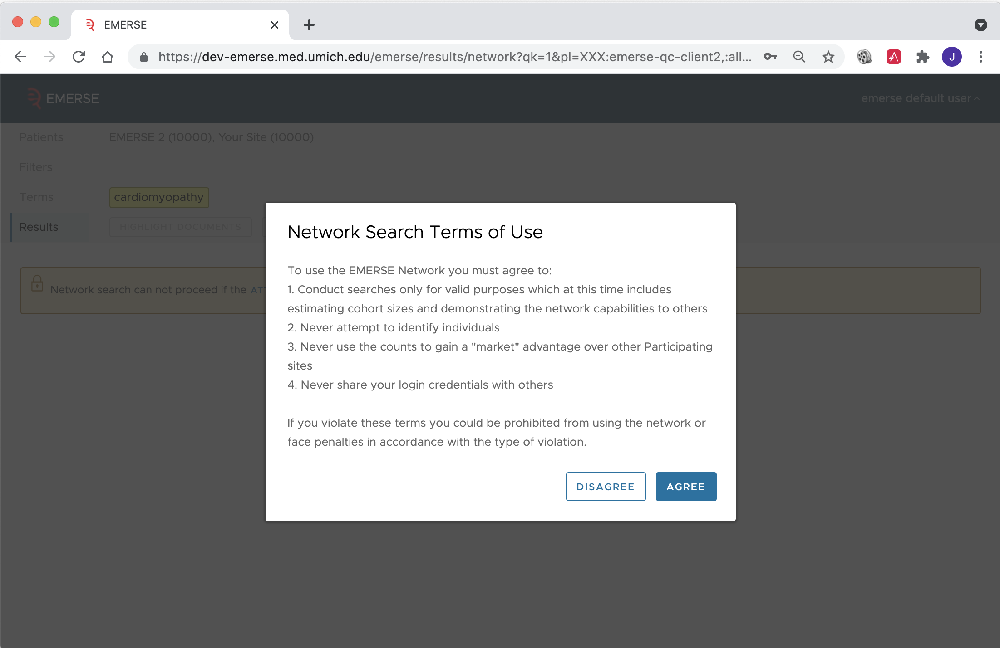 EMERSE
https://dev-emerse.med.umich.edu/emerse/results/network?qk=1&pl=XXX:emerse-qc-client2,:all...
J
EMERSE
emerse default user
Patients
EMERSE 2 (10000), Your Site (10000)
Filters
Terms
cardiomyopathy
Results
HIGHLIGHT DOCUMENTS
Network search can not proceed if the
Network Search Terms of Use
To use the EMERSE Network you must agree to:
1. Conduct searches only for valid purposes which at this time includes
estimating cohort sizes and demonstrating the network capabilities to others
2. Never attempt to identify individuals
3. Never use the counts to gain a "market" advantage over other Participating
sites
4. Never share your login credentials with others
If you violate these terms you could be prohibited from using the network or
face penalties in accordance with the type of violation.
DISAGREE
AGREE